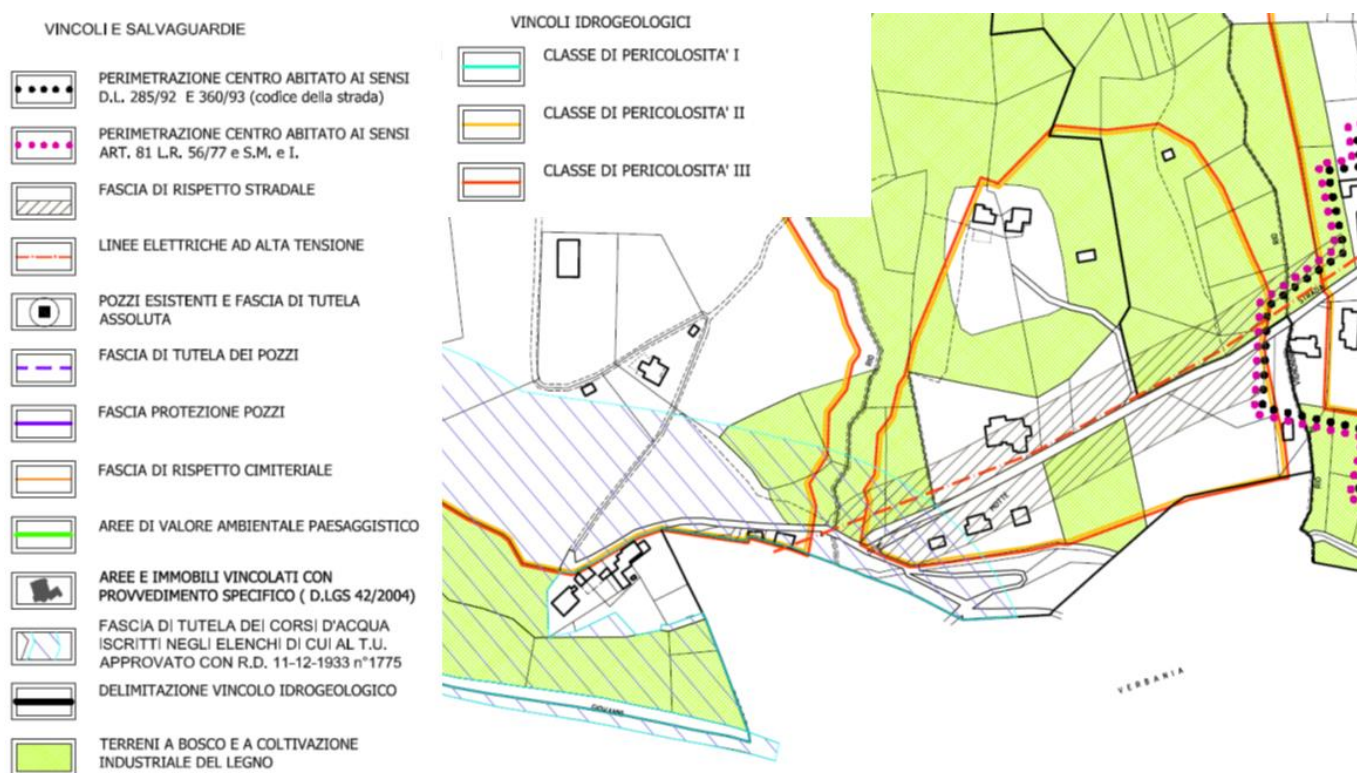 VINCOLI E SALVAGUARDIE
PERIMETRAZIONE CENTRO ABITATO AI SENSI
D.L. 285/92 E 360/93 (codice della strada)
PERIMETRAZIONE CENTRO ABITATO AI SENSI
ART. 81 L.R. 56/77 e S.M. e I.
FASCIA DI RISPETTO STRADALE
LINEE ELETTRICHE AD ALTA TENSIONE
POZZI ESISTENTI E FASCIA DI TUTELA
ASSOLUTA
FASCIA DI TUTELA DEI POZZI
FASCIA PROTEZIONE POZZI
FASCIA DI RISPETTO CIMITERIALE
AREE DI VALORE AMBIENTALE PAESAGGISTICO
AREE E IMMOBILI VINCOLATI CON
PROVVEDIMENTO SPECIFICO ( D.LGS 42/2004)
FASCIA DI TUTELA DEI CORSI D'ACQUA
ISCRITTI NEGLI ELENCHI DI CUI AL T.U.
APPROVATO CON R.D. 11-12-1933 n°1775
DELIMITAZIONE VINCOLO IDROGEOLOGICO
TERRENI A BOSCO E A COLTIVAZIONE
INDUSTRIALE DEL LEGNO
VINCOLI IDROGEOLOGICI
CLASSE DI PERICOLOSITA' I
CLASSE DI PERICOLOSITA' II
CLASSE DI PERICOLOSITA' III
RIO
STRADA
MOTTE
RIO
VERBANIA
GIOVANNI